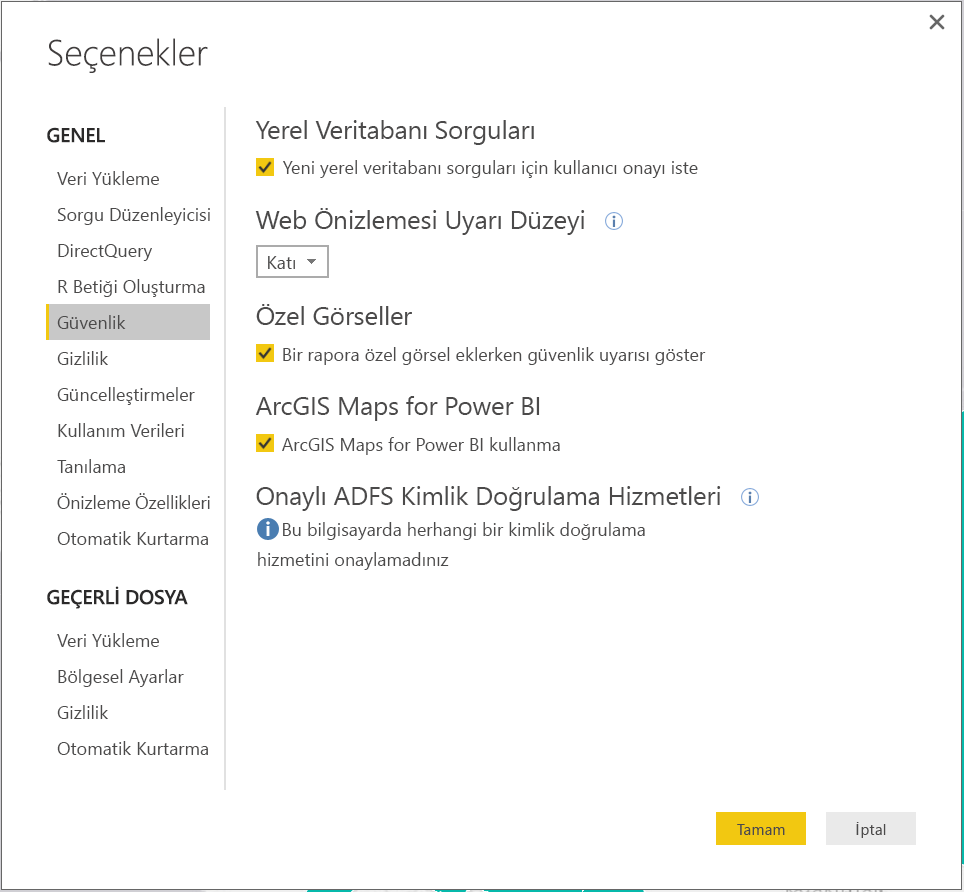 Seçenekler
GENEL
Veri Yükleme
Sorgu Düzenleyicisi
DirectQuery
R Betiği Oluşturma
Güvenlik
Gizlilik
Güncelleştirmeler
Kullanım Verileri
Tanılama
Önizleme Özellikleri
Otomatik Kurtarma
GEÇERLİ DOSYA
Veri Yükleme
Bölgesel Ayarlar
Gizlilik
Otomatik Kurtarma
Yerel Veritabanı Sorguları
Yeni yerel veritabanı sorguları için kullanıcı onayı iste
Web Önizlemesi Uyarı Düzeyi
Katı
Özel Görseller
Bir rapora özel görsel eklerken güvenlik uyarısı göster
ArcGIS Maps for Power BI
ArcGIS Maps for Power BI kullanma
Onaylı ADFS Kimlik Doğrulama Hizmetleri
Bu bilgisayarda herhangi bir kimlik doğrulama
hizmetini onaylamadınız
Tamam
İptal